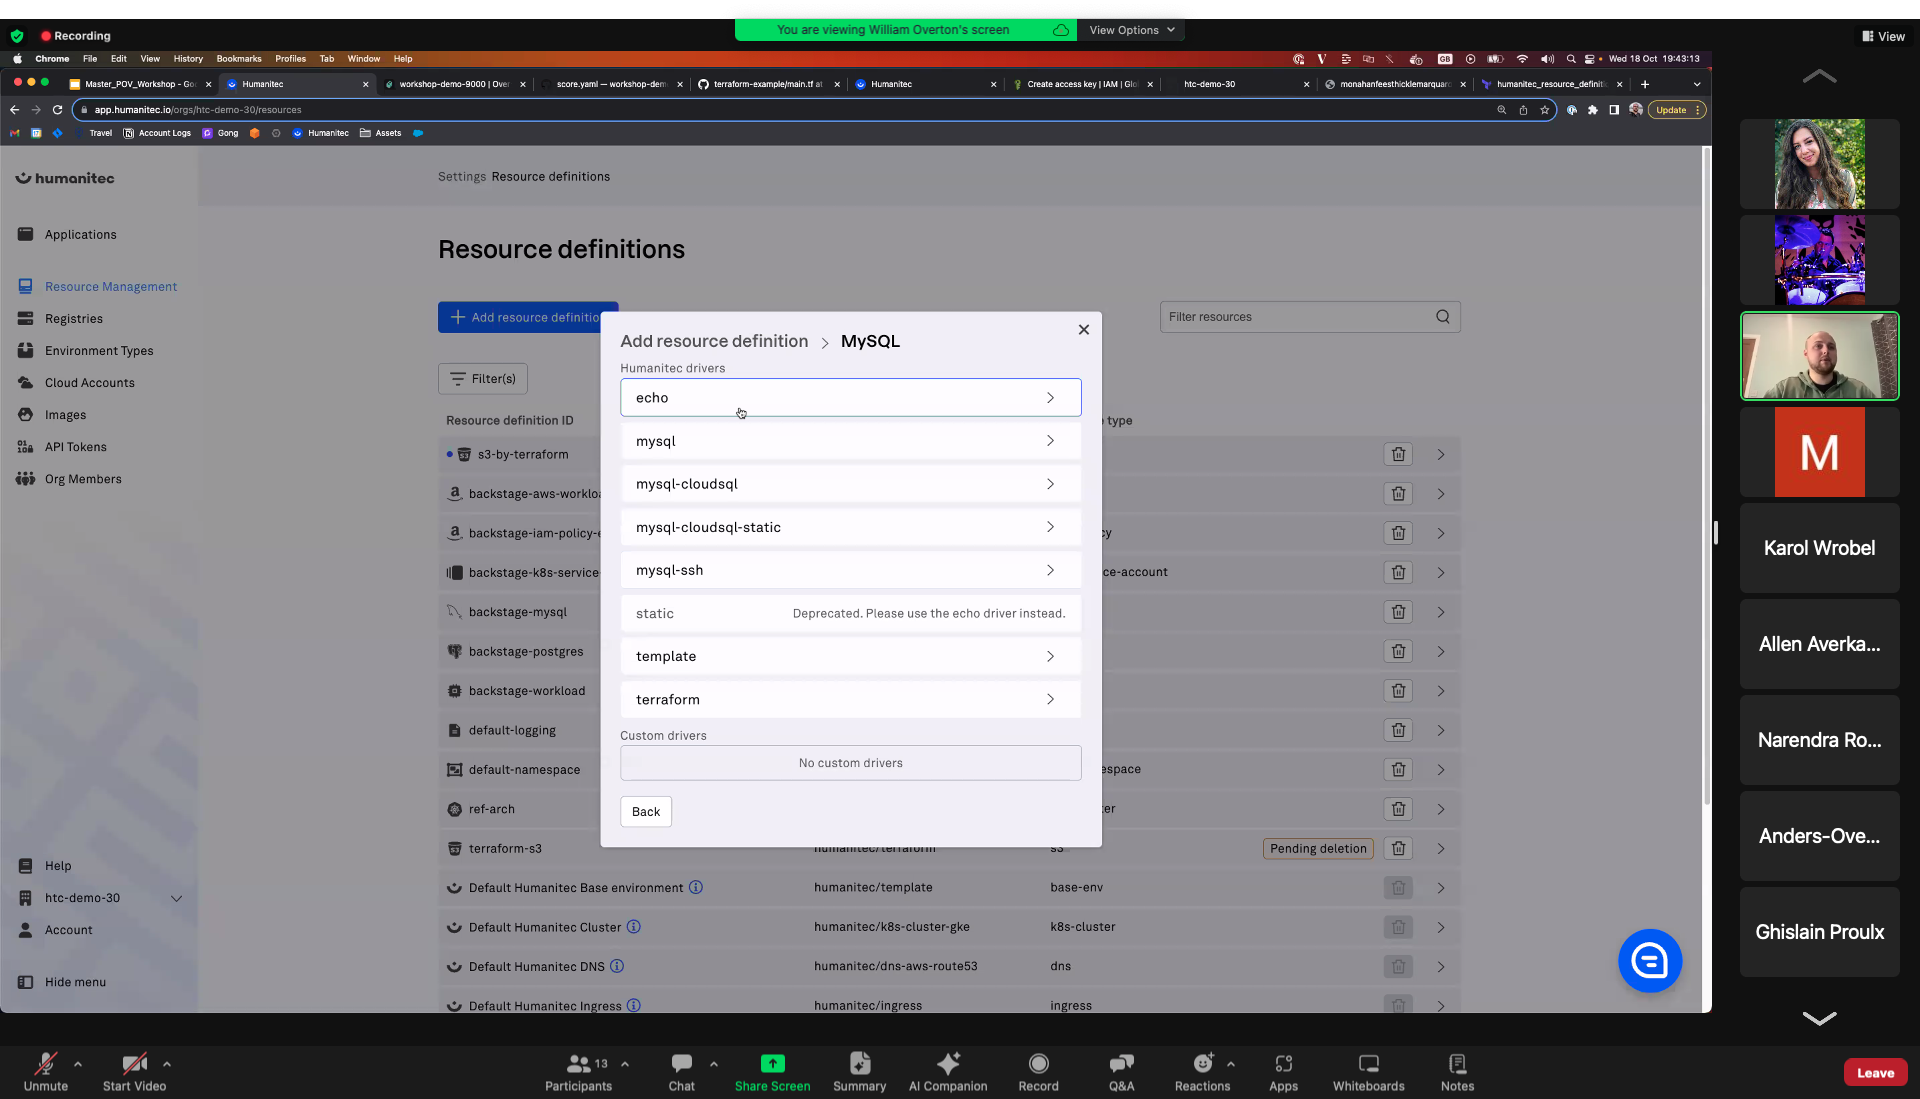 You are viewing William Overton's screen
View Options
Recording
View
Chrome File Edit View History Bookmarks Profiles Tab Window Help
GB
Wed 18 Oct 19:43:13
Master_POV_Workshop - Goo
Humanitec
workshop-demo-9000 | Over
score.yaml — workshop-dem
terraform-example/main.tf at
Humanitec
Create access key | IAM | Glo
htc-demo-30
monahanfeesthicklemarquard
humanitec_resource_definiti
app.humanitec.io/orgs/htc-demo-30/resources
Update
Travel
Account Logs
Gong
Humanitec
Assets
humanitec
Applications
Resource Management
Registries
Environment Types
Cloud Accounts
Images
API Tokens
Org Members
Help
htc-demo-30
Account
Hide menu
Settings Resource definitions
Resource definitions
Add resource definitio
Filter resources
Filter(s)
Resource definition ID
type
s3-by-terraform
backstage-aws-workloa
backstage-iam-policy-e
cy
backstage-k8s-service-
ce-account
backstage-mysql
backstage-postgres
backstage-workload
default-logging
default-namespace
espace
ref-arch
er
terraform-s3
humanitec/terraform
s3
Pending deletion
Default Humanitec Base environment
humanitec/template
base-env
Default Humanitec Cluster
humanitec/k8s-cluster-gke
k8s-cluster
Default Humanitec DNS
humanitec/dns-aws-route53
dns
Default Humanitec Ingress
humanitec/ingress
ingress
Add resource definition > MySQL
Humanitec drivers
echo
mysql
mysql-cloudsql
mysql-cloudsql-static
mysql-ssh
static
Deprecated. Please use the echo driver instead.
template
terraform
Custom drivers
No custom drivers
Back
M
Karol Wrobel
Allen Averka...
Narendra Ro...
Anders-Ove...
Ghislain Proulx
Unmute
Start Video
13
Participants
Chat
Share Screen
Summary
AI Companion
Record
Q&A
Reactions
Apps
Whiteboards
Notes
Leave